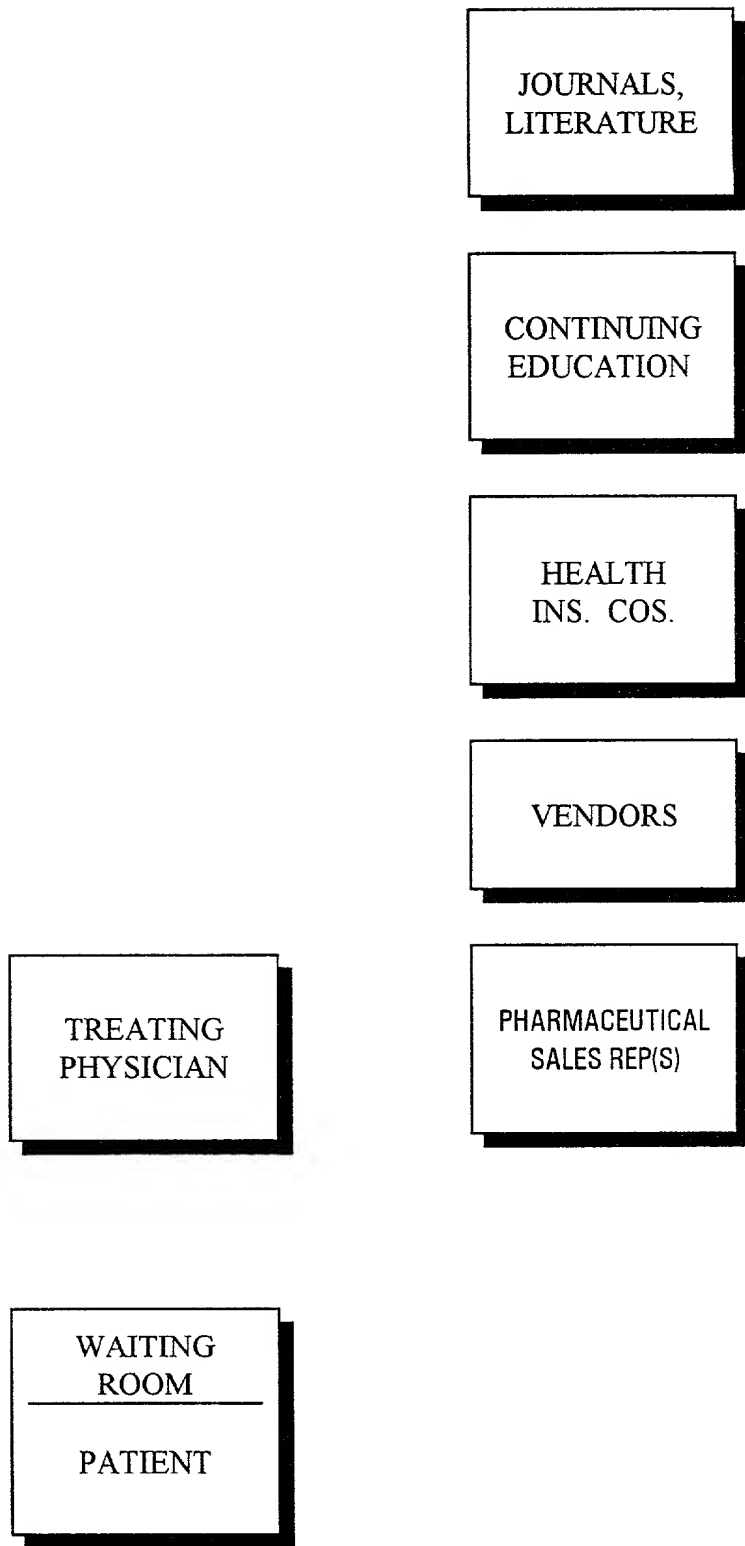 JOURNALS,
LITERATURE
CONTINUING
EDUCATION
HEALTH
INS. COS.
VENDORS
TREATING
PHYSICIAN
PHARMACEUTICAL
SALES REP(S)
WAITING
ROOM
PATIENT